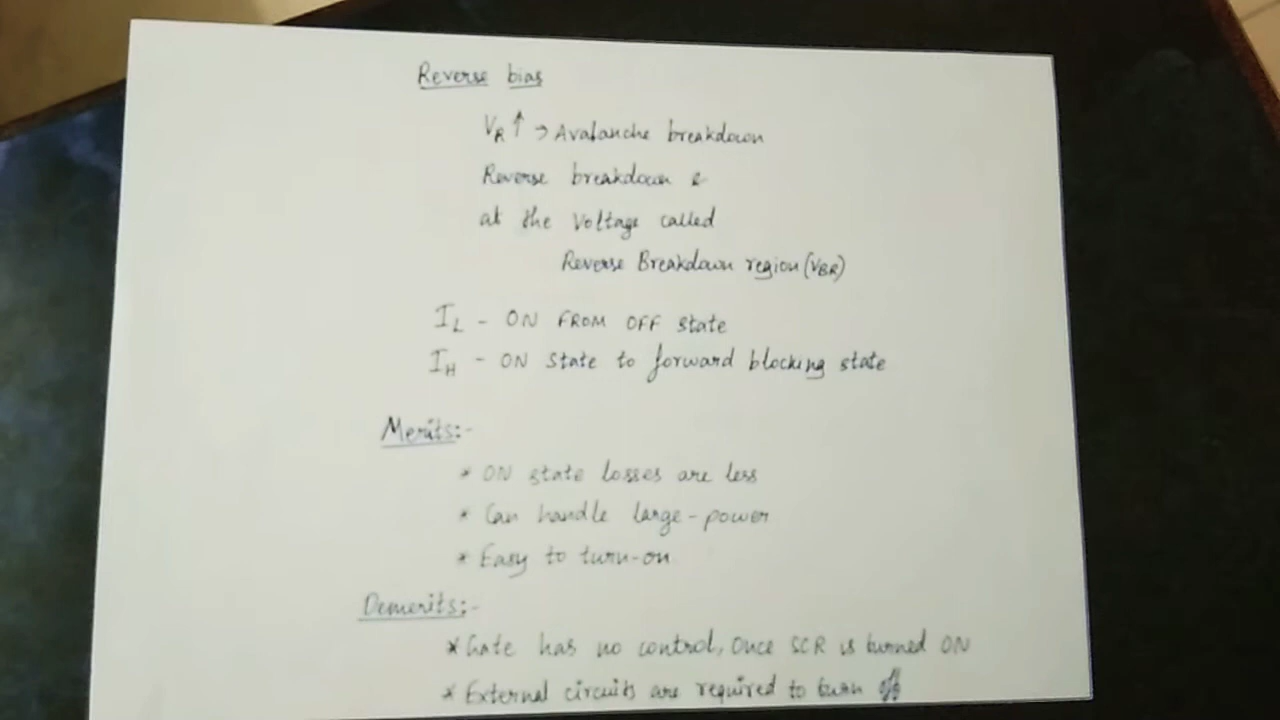 Reverse bias
VR ↑ → Avalanche breakdown
Reverse breakdown e
at the Voltage called
Reverse Breakdown region (VBR)
IL - ON FROM OFF state
IH - ON state to forward blocking state
Merits:-
* ON state losses are less
* Can handle large-power
* Easy to turn-on
Demerits:-
* Gate has no control, Once SCR is turned ON
* External circuits are required to turn off